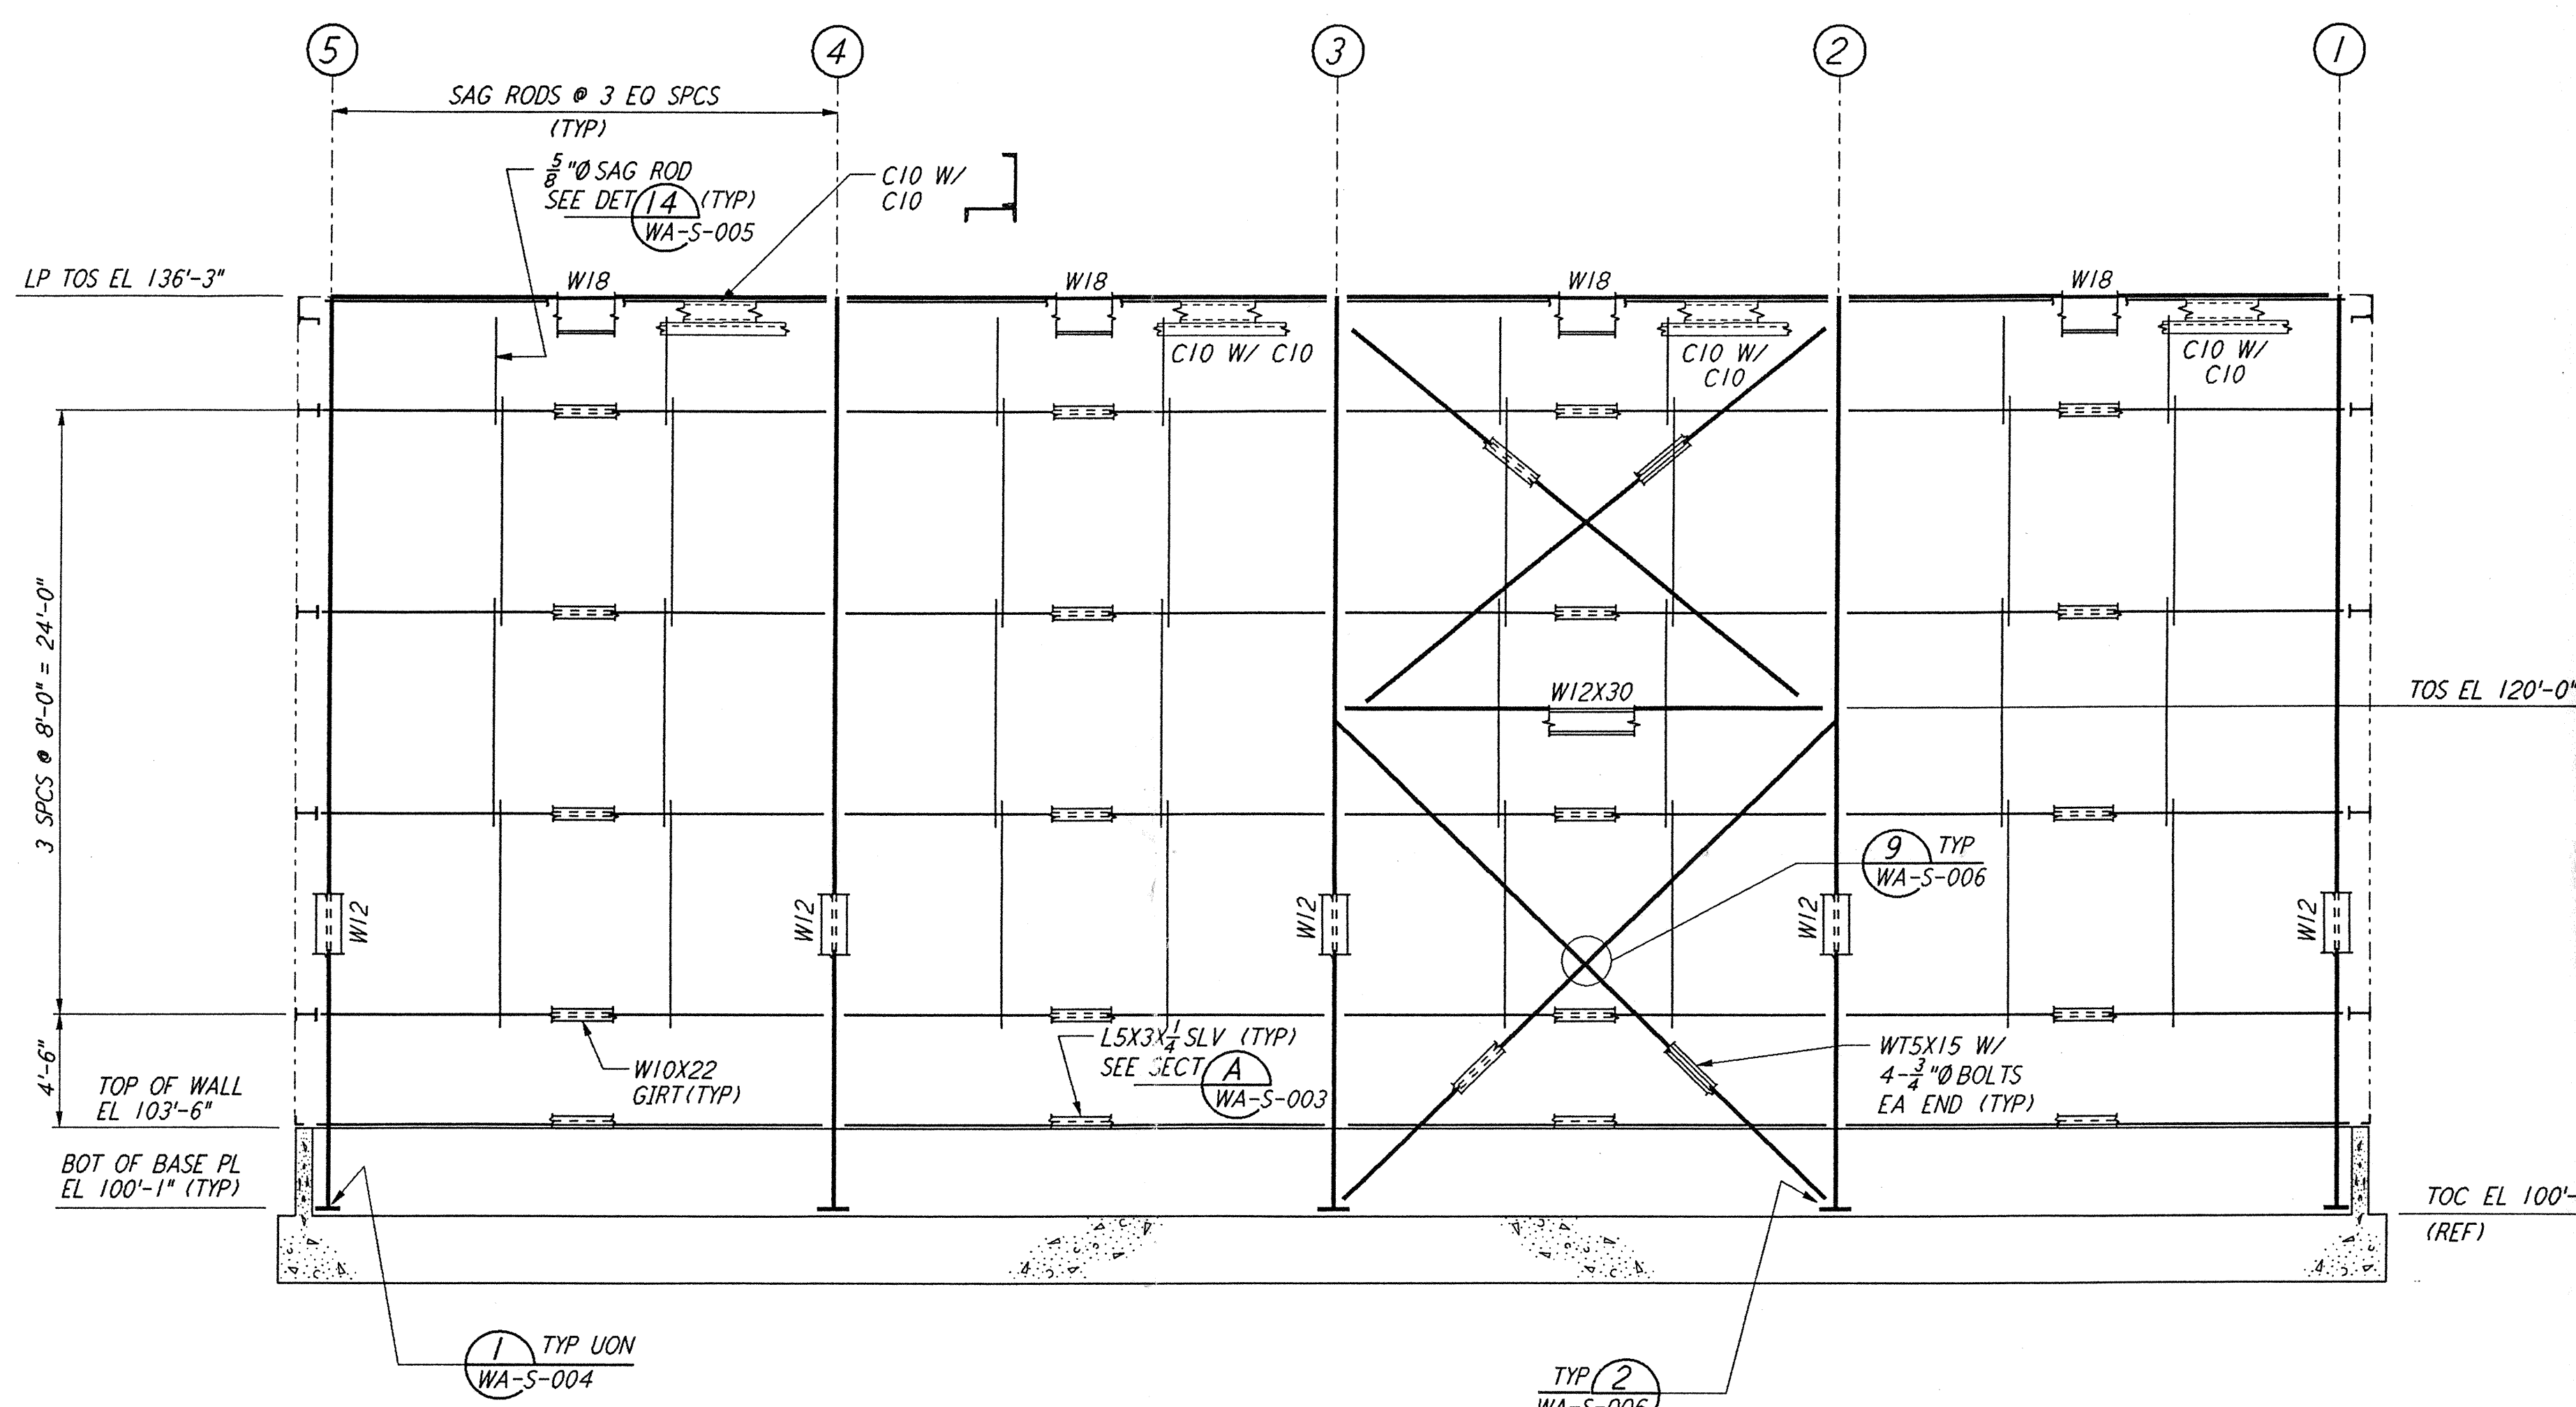 5
4
3
2
1
SAG RODS @ 3 EQ SPCS
(TYP)
5/8"Ø SAG ROD
SEE DET 14 (TYP)
WA-S-005
C10 W/
C10
LP TOS EL 136'-3"
W18
W18
W18
W18
C10 W/ C10
C10 W/
C10
C10 W/
C10
3 SPCS @ 8'-0" = 24'-0"
W12X30
TOS EL 120'-0"
9 TYP
WA-S-006
W12
W12
W12
W12
W12
4'-6"
W10X22
GIRT (TYP)
L5X3X1/4 SLV (TYP)
SEE SECT A
WA-S-003
WT5X15 W/
4-3/4"Ø BOLTS
EA END (TYP)
TOP OF WALL
EL 103'-6"
BOT OF BASE PL
EL 100'-1" (TYP)
TOC EL 100'-
(REF)
1 TYP UON
WA-S-004
TYP 2
WA-S-006